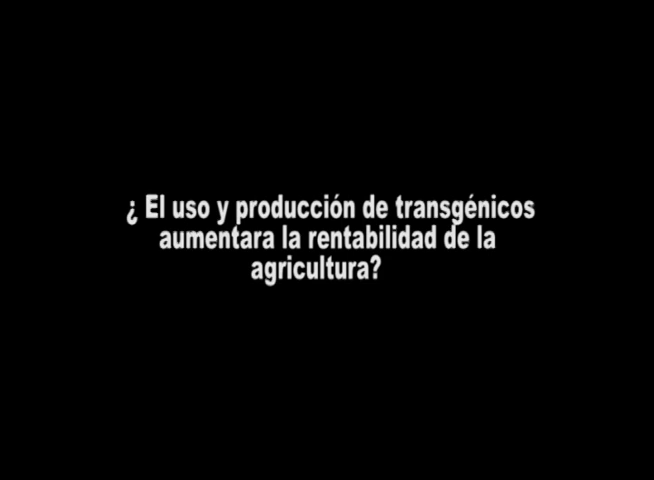 ¿ El uso y producción de transgénicos
aumentara la rentabilidad de la
agricultura?